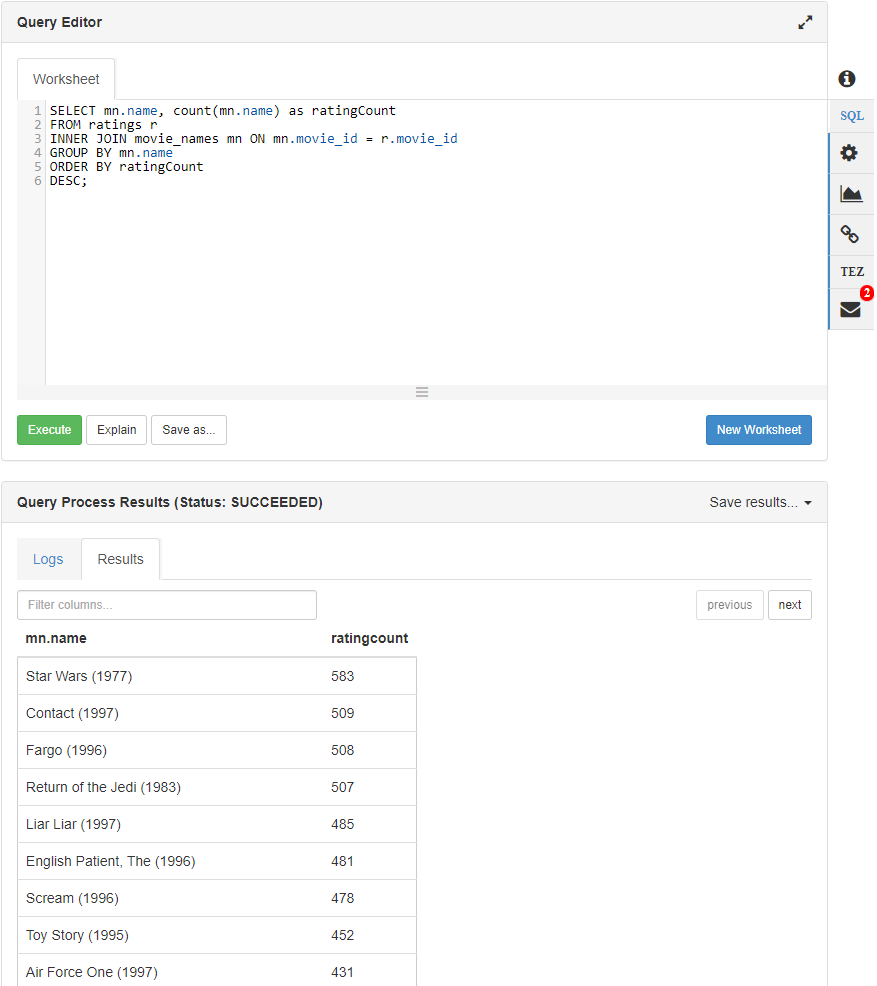 Query Editor
Worksheet
1 SELECT mn.name, count(mn.name) as ratingCount
2 FROM ratings r
3 INNER JOIN movie_names mn ON mn.movie_id = r.movie_id
4 GROUP BY mn.name
5 ORDER BY ratingCount
6 DESC;
SQL
TEZ
2
Execute Explain Save as... New Worksheet
Query Process Results (Status: SUCCEEDED) Save results...
Logs Results
Filter columns... previous next
mn.name ratingcount
Star Wars (1977) 583
Contact (1997) 509
Fargo (1996) 508
Return of the Jedi (1983) 507
Liar Liar (1997) 485
English Patient, The (1996) 481
Scream (1996) 478
Toy Story (1995) 452
Air Force One (1997) 431